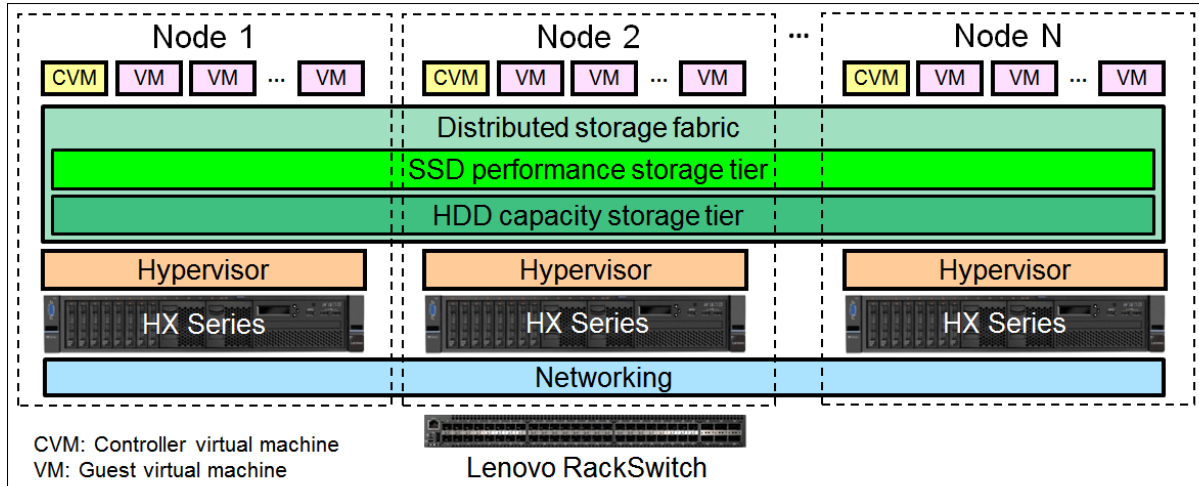 Node 1
Node 2
...
Node N
CVM VM VM ... VM
CVM VM VM ... VM
CVM VM VM ... VM
Distributed storage fabric
SSD performance storage tier
HDD capacity storage tier
Hypervisor
Hypervisor
Hypervisor
HX Series
HX Series
HX Series
Networking
CVM: Controller virtual machine
VM: Guest virtual machine
Lenovo RackSwitch